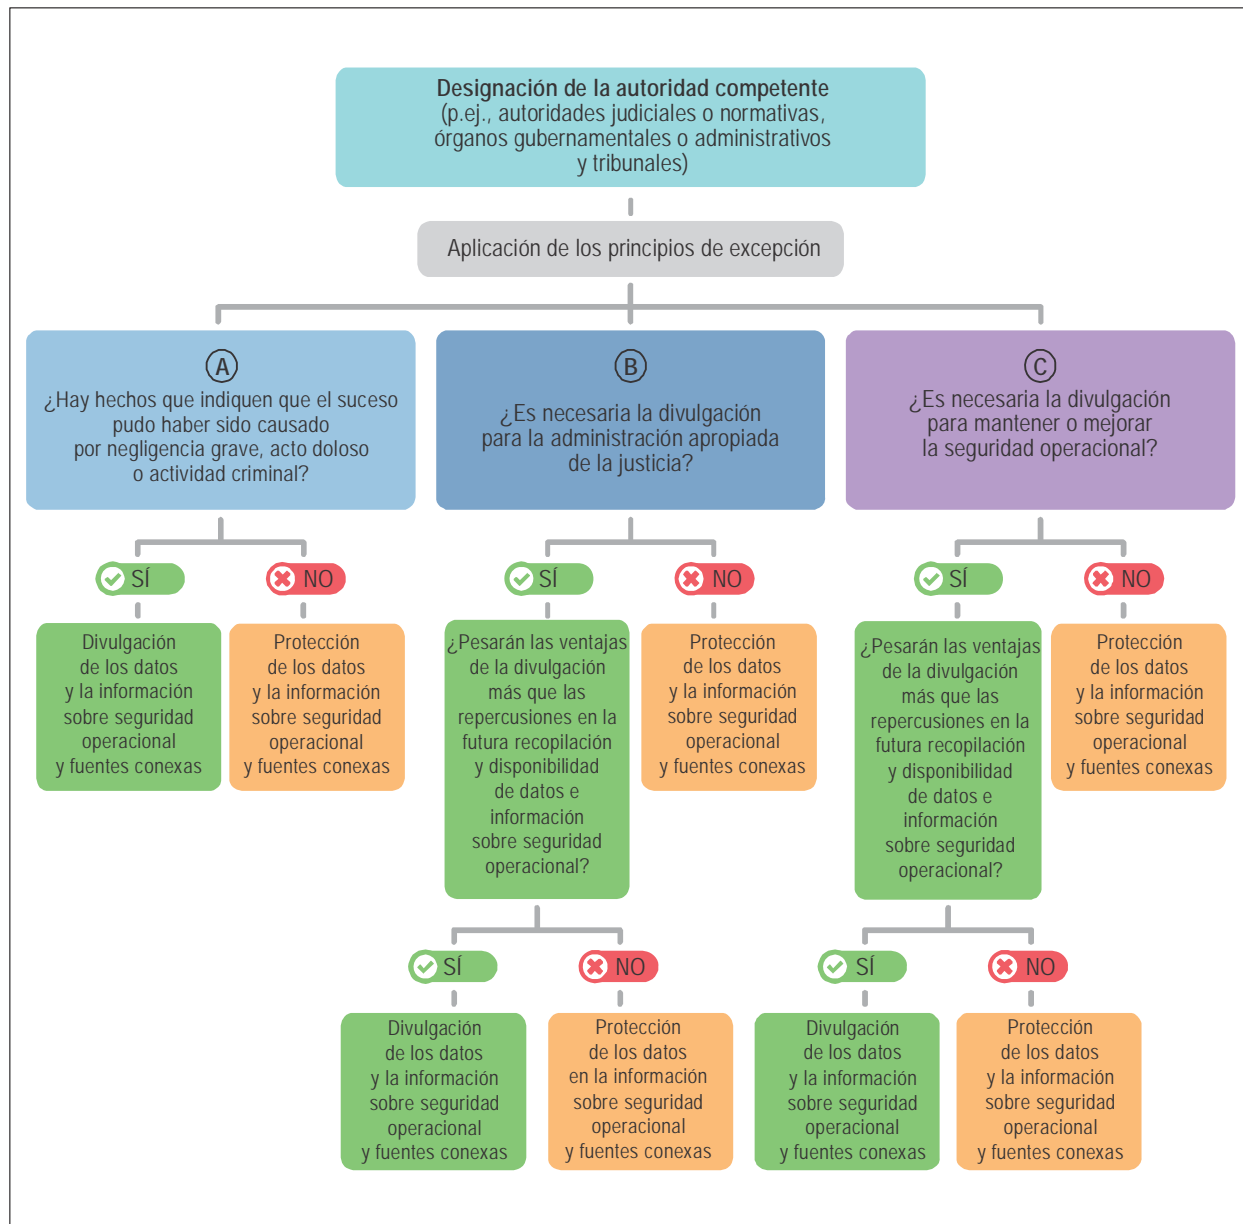 Designación de la autoridad competente
(p.ej., autoridades judiciales o normativas,
órganos gubernamentales o administrativos
y tribunales)
Aplicación de los principios de excepción
A
¿Hay hechos que indiquen que el suceso
pudo haber sido causado
por negligencia grave, acto doloso
o actividad criminal?
B
¿Es necesaria la divulgación
para la administración apropiada
de la justicia?
C
¿Es necesaria la divulgación
para mantener o mejorar
la seguridad operacional?
SÍ
NO
SÍ
NO
SÍ
NO
Divulgación
de los datos
y la información
sobre seguridad
operacional
y fuentes conexas
Protección
de los datos
y la información
sobre seguridad
operacional
y fuentes conexas
¿Pesarán las ventajas
de la divulgación
más que las
repercusiones en la
futura recopilación
y disponibilidad
de datos e
información
sobre seguridad
operacional?
Protección
de los datos
y la información
sobre seguridad
operacional
y fuentes conexas
¿Pesarán las ventajas
de la divulgación
más que las
repercusiones en la
futura recopilación
y disponibilidad
de datos e
información
sobre seguridad
operacional?
Protección
de los datos
y la información
sobre seguridad
operacional
y fuentes conexas
SÍ
NO
SÍ
NO
Divulgación
de los datos
y la información
sobre seguridad
operacional
y fuentes conexas
Protección
de los datos
en la información
sobre seguridad
operacional
y fuentes conexas
Divulgación
de los datos
y la información
sobre seguridad
operacional
y fuentes conexas
Protección
de los datos
y la información
sobre seguridad
operacional
y fuentes conexas